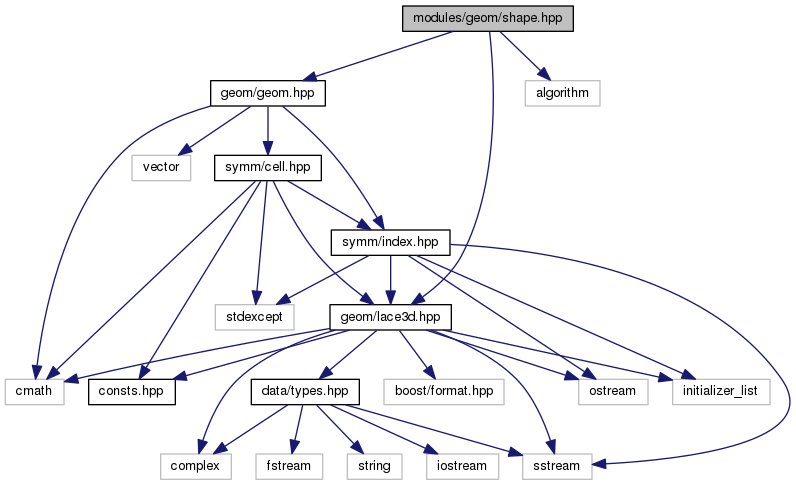 modules/geom/shape.hpp
geom/geom.hpp
algorithm
vector
symm/cell.hpp
symm/index.hpp
stdexcept
geom/lace3d.hpp
cmath
consts.hpp
data/types.hpp
boost/format.hpp
ostream
initializer_list
complex
fstream
string
iostream
sstream